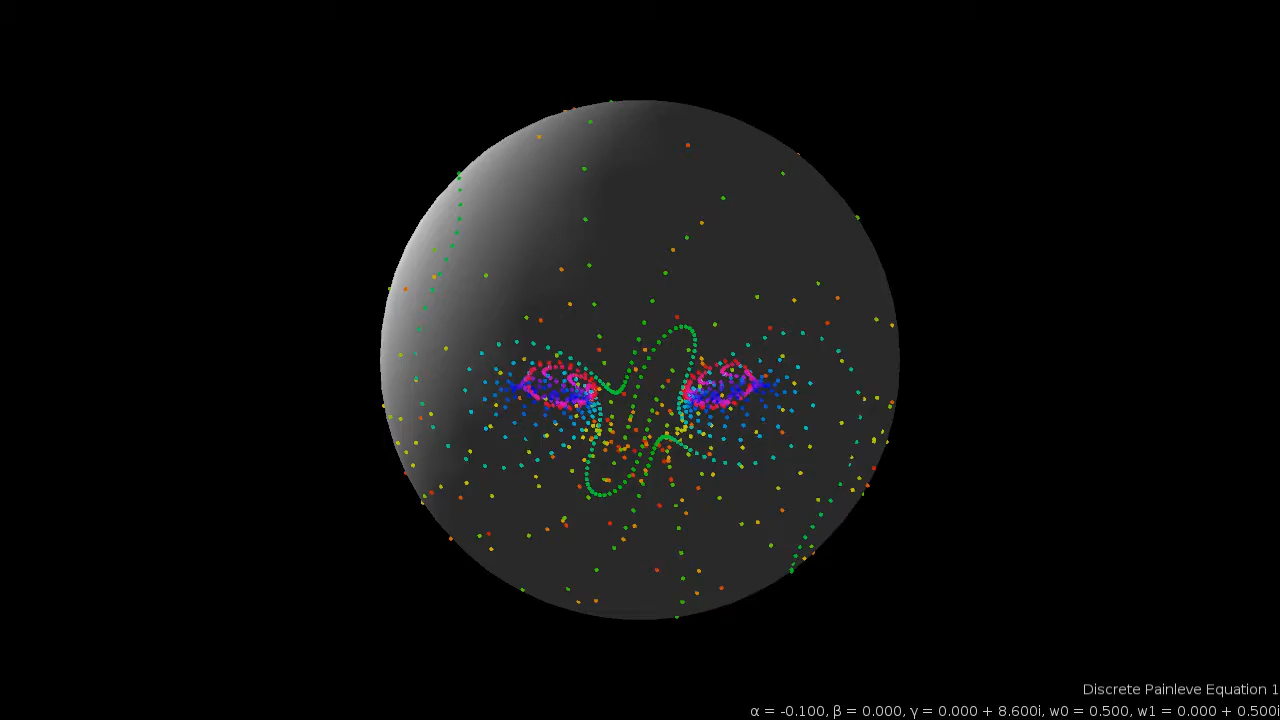 Discrete Painleve Equation 1
α = -0.100, β = 0.000, γ = 0.000 + 8.600i, w0 = 0.500, w1 = 0.000 + 0.500i